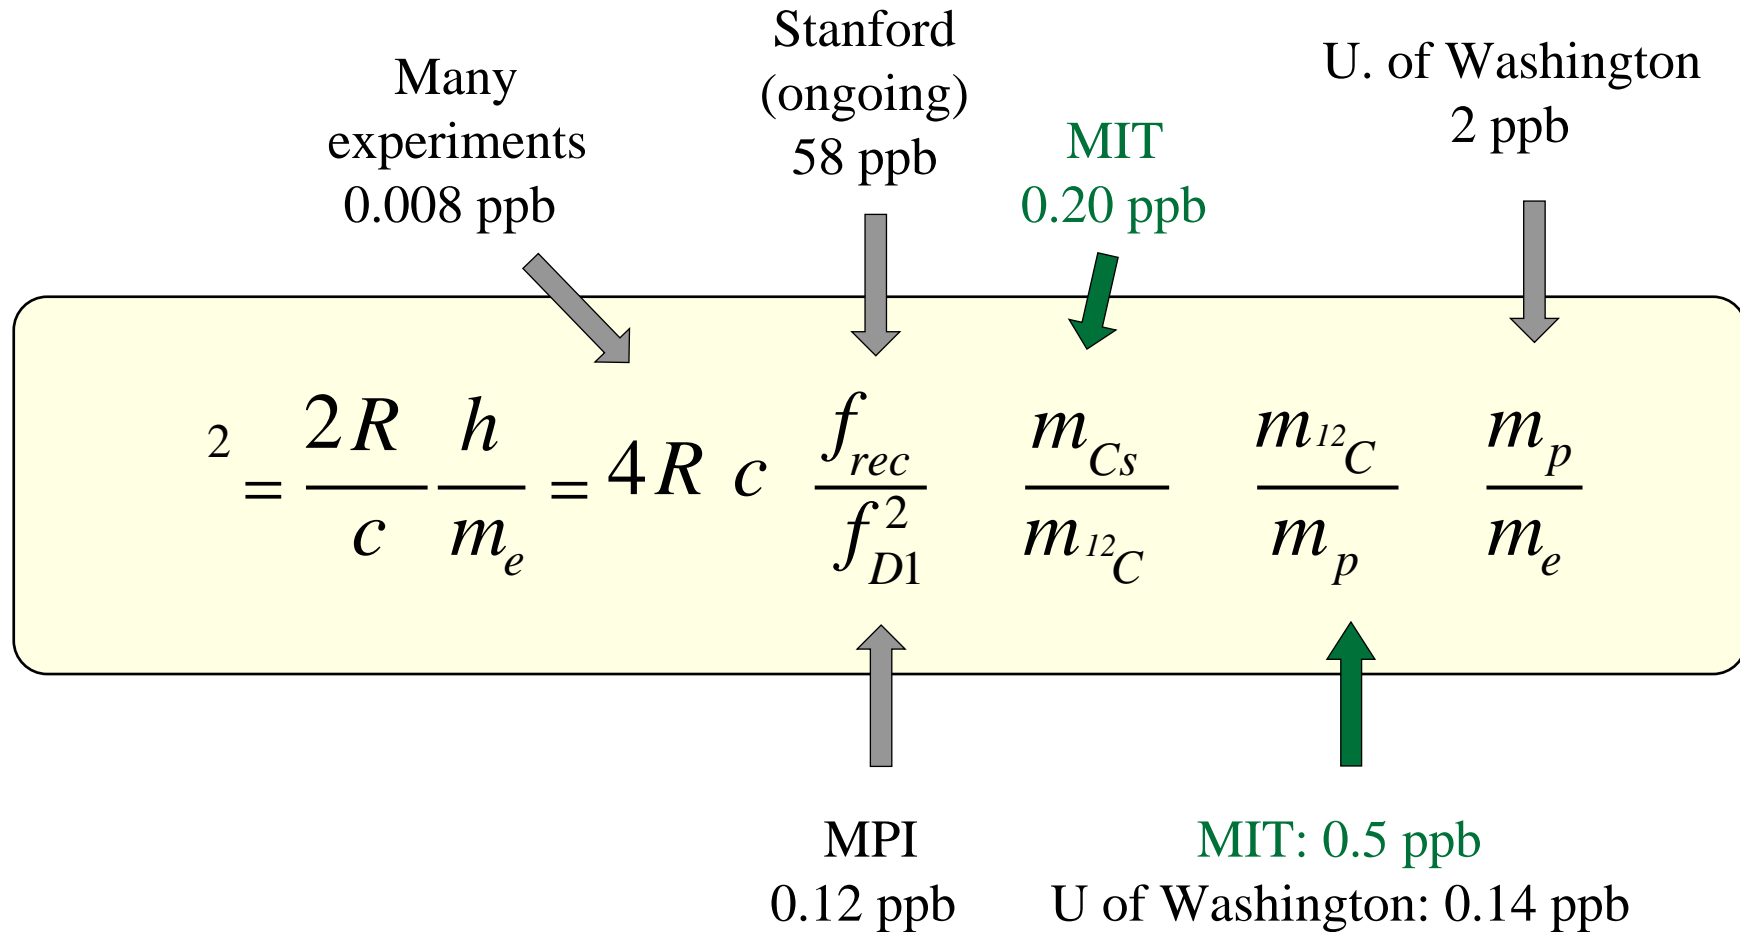 Many
experiments
0.008 ppb
Stanford
(ongoing)
58 ppb
MIT
0.20 ppb
U. of Washington
2 ppb
2 = 2R/c h/m_e = 4R c f_rec/f_D1^2 m_Cs/m_12C m_12C/m_p m_p/m_e
MPI
0.12 ppb
MIT: 0.5 ppb
U of Washington: 0.14 ppb